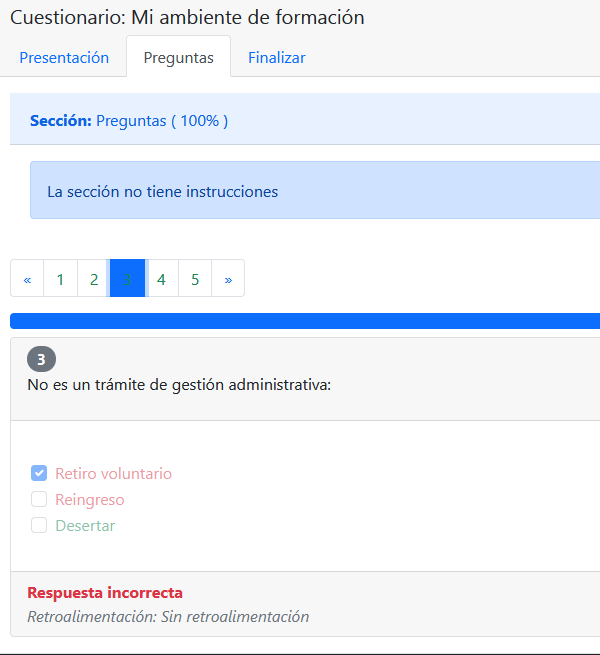 Cuestionario: Mi ambiente de formación
Presentación Preguntas Finalizar
Sección: Preguntas ( 100% )
La sección no tiene instrucciones
« 1 2 3 4 5 »
3
No es un trámite de gestión administrativa:
Retiro voluntario
Reingreso
Desertar
Respuesta incorrecta
Retroalimentación: Sin retroalimentación